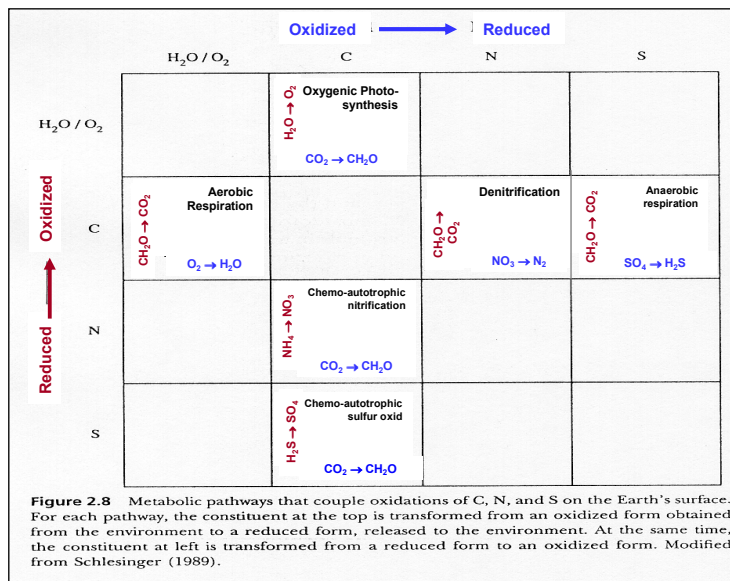 Oxidized → Reduced
H₂O / O₂ C N S
H₂O / O₂
H₂O → O₂
Oxygenic Photo-
synthesis
CO₂ → CH₂O
Reduced → Oxidized
C
CH₂O → CO₂
Aerobic
Respiration
O₂ → H₂O
CH₂O →
CO₂
Denitrification
NO₃ → N₂
CH₂O → CO₂
Anaerobic
respiration
SO₄ → H₂S
N
NH₄ → NO₃
Chemo-autotrophic
nitrification
CO₂ → CH₂O
S
H₂S → SO₄
Chemo-autotrophic
sulfur oxid
CO₂ → CH₂O
Figure 2.8 Metabolic pathways that couple oxidations of C, N, and S on the Earth's surface.
For each pathway, the constituent at the top is transformed from an oxidized form obtained
from the environment to a reduced form, released to the environment. At the same time,
the constituent at left is transformed from a reduced form to an oxidized form. Modified
from Schlesinger (1989).